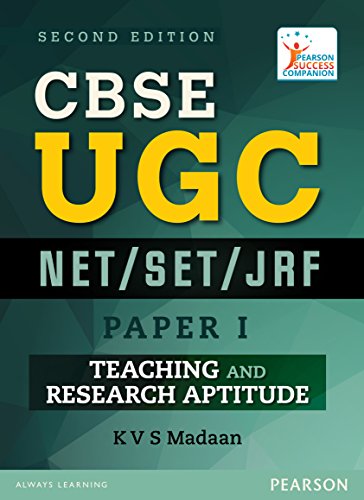 SECOND EDITION
PEARSON
SUCCESS
COMPANION
CBSE
UGC
NET/SET/JRF
PAPER I
TEACHING AND
RESEARCH APTITUDE
K V S Madaan
ALWAYS LEARNING
PEARSON